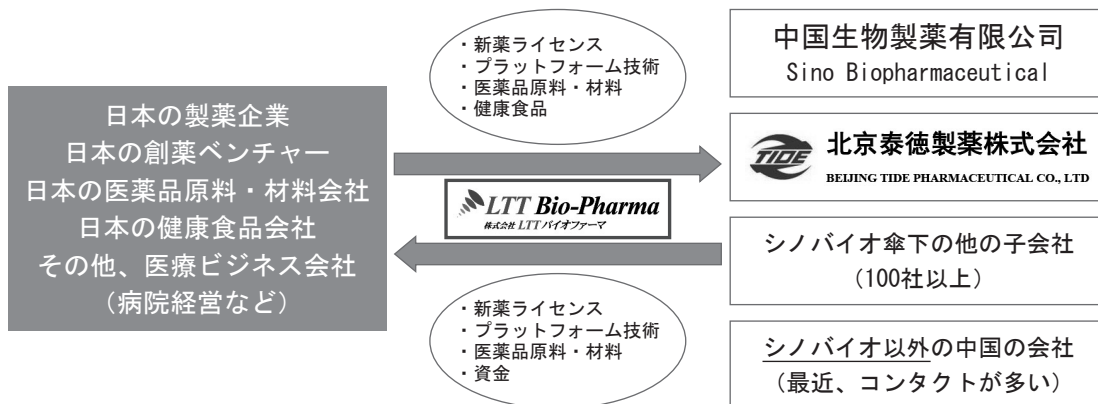 日本の製薬企業
日本の創薬ベンチャー
日本の医薬品原料・材料会社
日本の健康食品会社
その他、医療ビジネス会社
（病院経営など）
・新薬ライセンス
・プラットフォーム技術
・医薬品原料・材料
・健康食品
LTT Bio-Pharma
株式会社 LTTバイオファーマ
・新薬ライセンス
・プラットフォーム技術
・医薬品原料・材料
・資金
中国生物製薬有限公司
Sino Biopharmaceutical
TIDE
北京泰徳製薬株式会社
BEIJING TIDE PHARMACEUTICAL CO., LTD
シノバイオ傘下の他の子会社
（100社以上）
シノバイオ以外の中国の会社
（最近、コンタクトが多い）